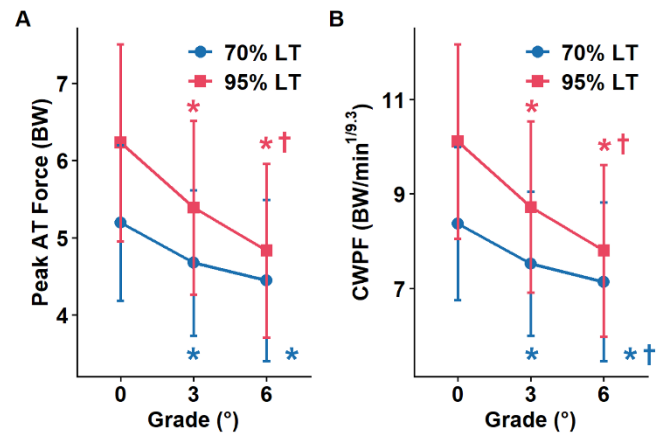 A
Peak AT Force (BW)
7
6
5
4
70% LT
95% LT
*
* †
*
*
0 3 6
Grade (°)
B
CWPF (BW/min^1/9.3)
11
9
7
70% LT
95% LT
*
* †
*
* †
0 3 6
Grade (°)